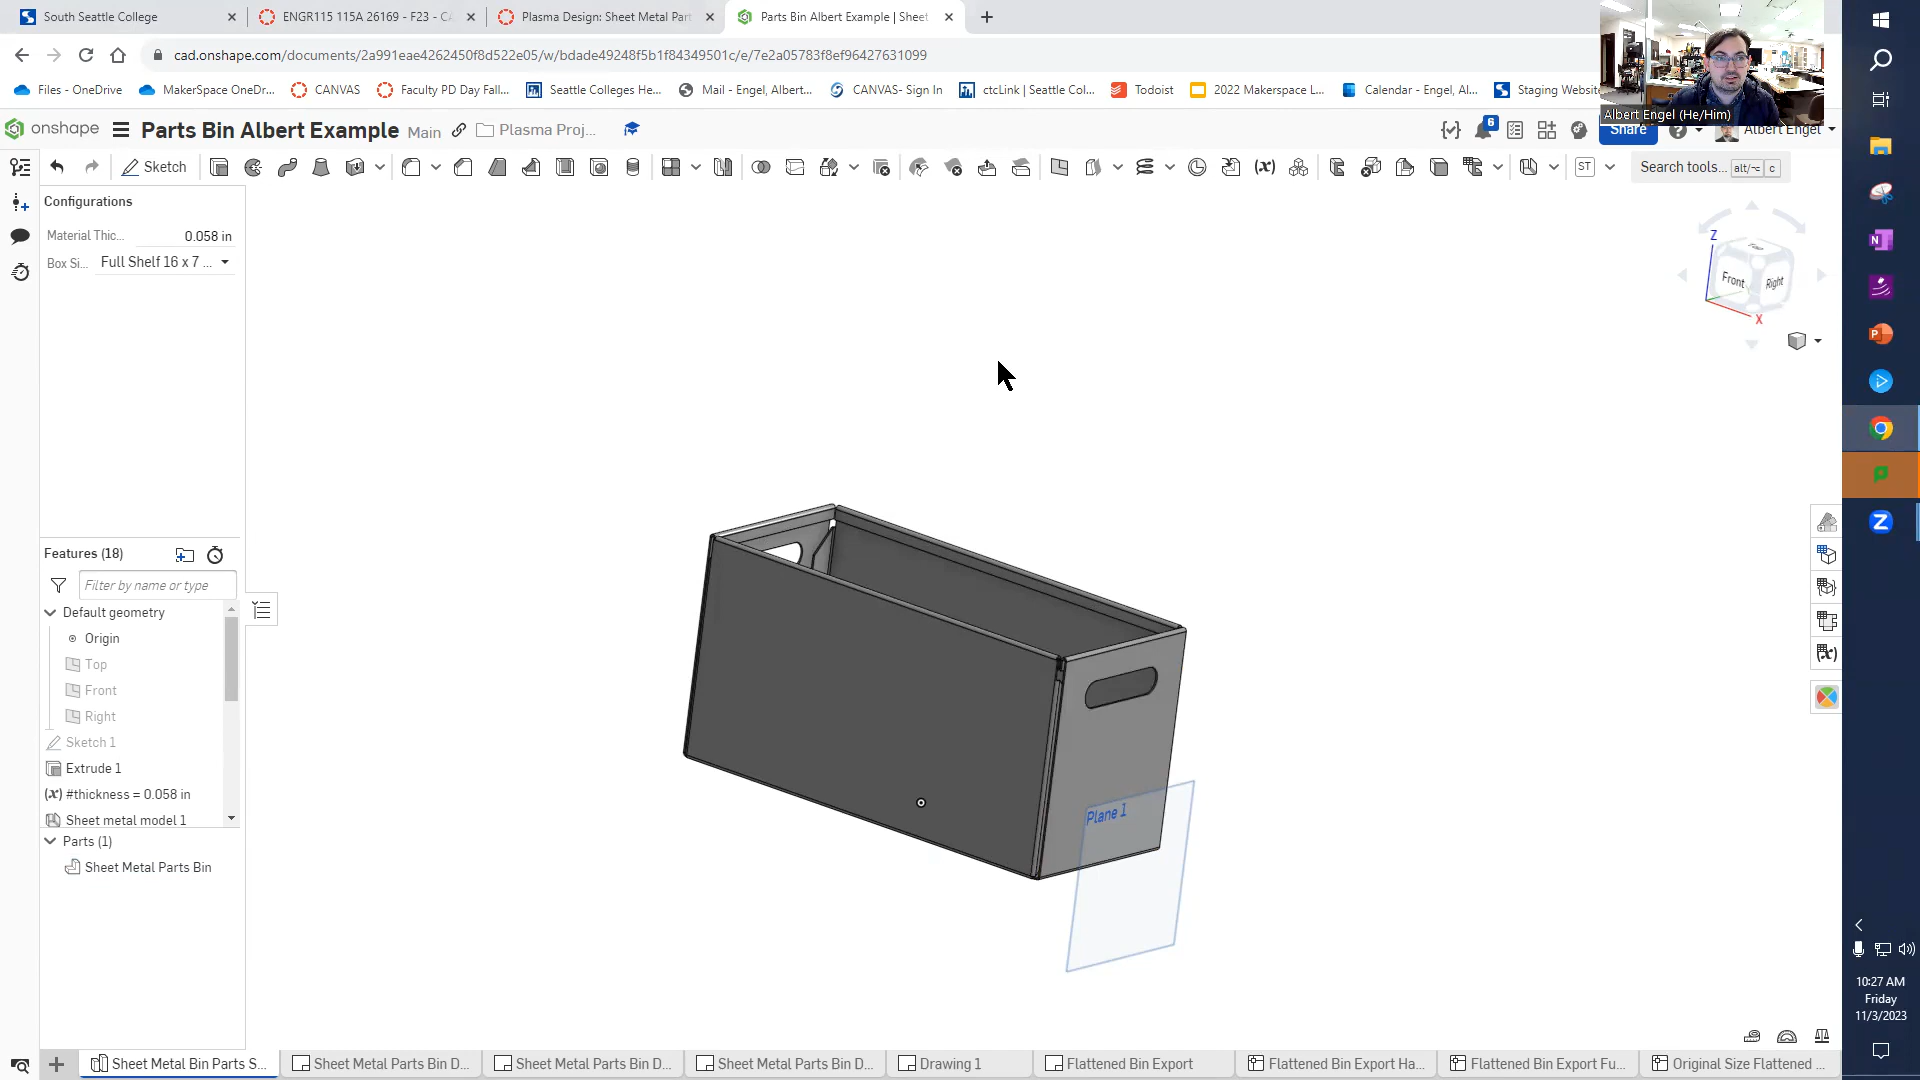 South Seattle College
ENGR115 115A 26169 - F23 - CA
Plasma Design: Sheet Metal Part
Parts Bin Albert Example | Sheet
cad.onshape.com/documents/2a991eae4262450f8d522e05/w/bdade49248f5b1f84349501c/e/7e2a05783f8ef96427631099
Files - OneDrive
MakerSpace OneDr...
CANVAS
Faculty PD Day Fall...
Seattle Colleges He...
Mail - Engel, Albert...
CANVAS- Sign In
ctcLink | Seattle Col...
Todoist
2022 Makerspace L...
Calendar - Engel, Al...
Staging Website
Albert Engel (He/Him)
onshape
Parts Bin Albert Example
Main
Plasma Proj...
6
Share
Albert Engel
Sketch
ST
Search tools...
alt/⌥
c
Configurations
Material Thic...
0.058 in
Box Si...
Full Shelf 16 x 7 ...
Z
Top
Front
Right
X
Features (18)
Filter by name or type
Default geometry
Origin
Top
Front
Right
Sketch 1
Extrude 1
(x) #thickness = 0.058 in
Sheet metal model 1
Parts (1)
Sheet Metal Parts Bin
Plane 1
10:27 AM
Friday
11/3/2023
Sheet Metal Bin Parts S...
Sheet Metal Parts Bin D...
Sheet Metal Parts Bin D...
Sheet Metal Parts Bin D...
Drawing 1
Flattened Bin Export
Flattened Bin Export Ha...
Flattened Bin Export Fu...
Original Size Flattened ...